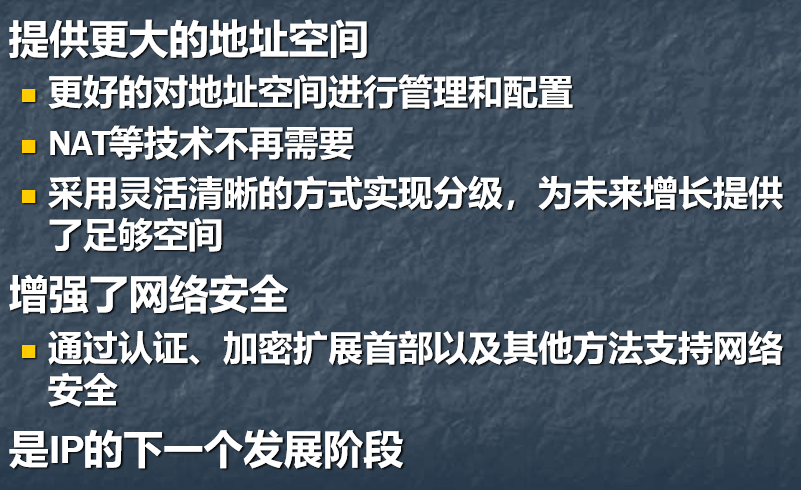 提供更大的地址空间
更好的对地址空间进行管理和配置
NAT等技术不再需要
采用灵活清晰的方式实现分级，为未来增长提供
了足够空间
增强了网络安全
通过认证、加密扩展首部以及其他方法支持网络
安全
是IP的下一个发展阶段